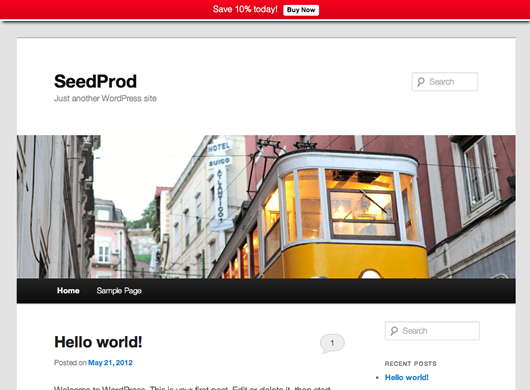 Save 10% today! Buy Now
SeedProd
Just another WordPress site
Search
HOTEL
SUIÇO
ATLANTICO
Home Sample Page
Hello world!
1
Search
Posted on May 21, 2012
RECENT POSTS
Hello world!
Welcome to WordPress. This is your first post. Edit or delete it, then start